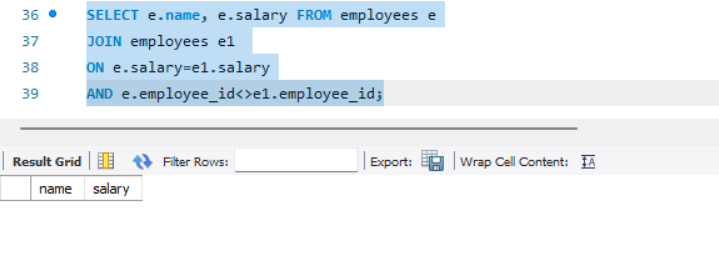 36 SELECT e.name, e.salary FROM employees e
37 JOIN employees e1
38 ON e.salary=e1.salary
39 AND e.employee_id<>e1.employee_id;
Result Grid Filter Rows: Export: Wrap Cell Content: IA
name salary